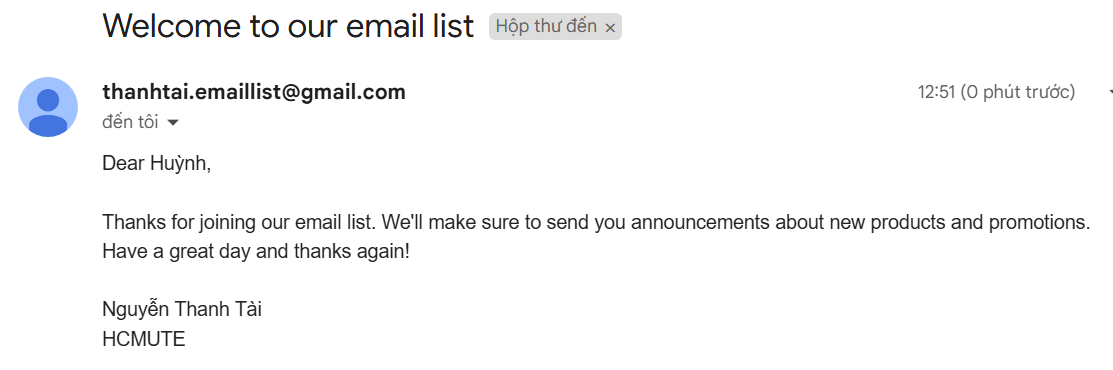 Welcome to our email list Hộp thư đến ×
thanhtai.emaillist@gmail.com 12:51 (0 phút trước)
đến tôi
Dear Huỳnh,
Thanks for joining our email list. We'll make sure to send you announcements about new products and promotions.
Have a great day and thanks again!
Nguyễn Thanh Tài
HCMUTE